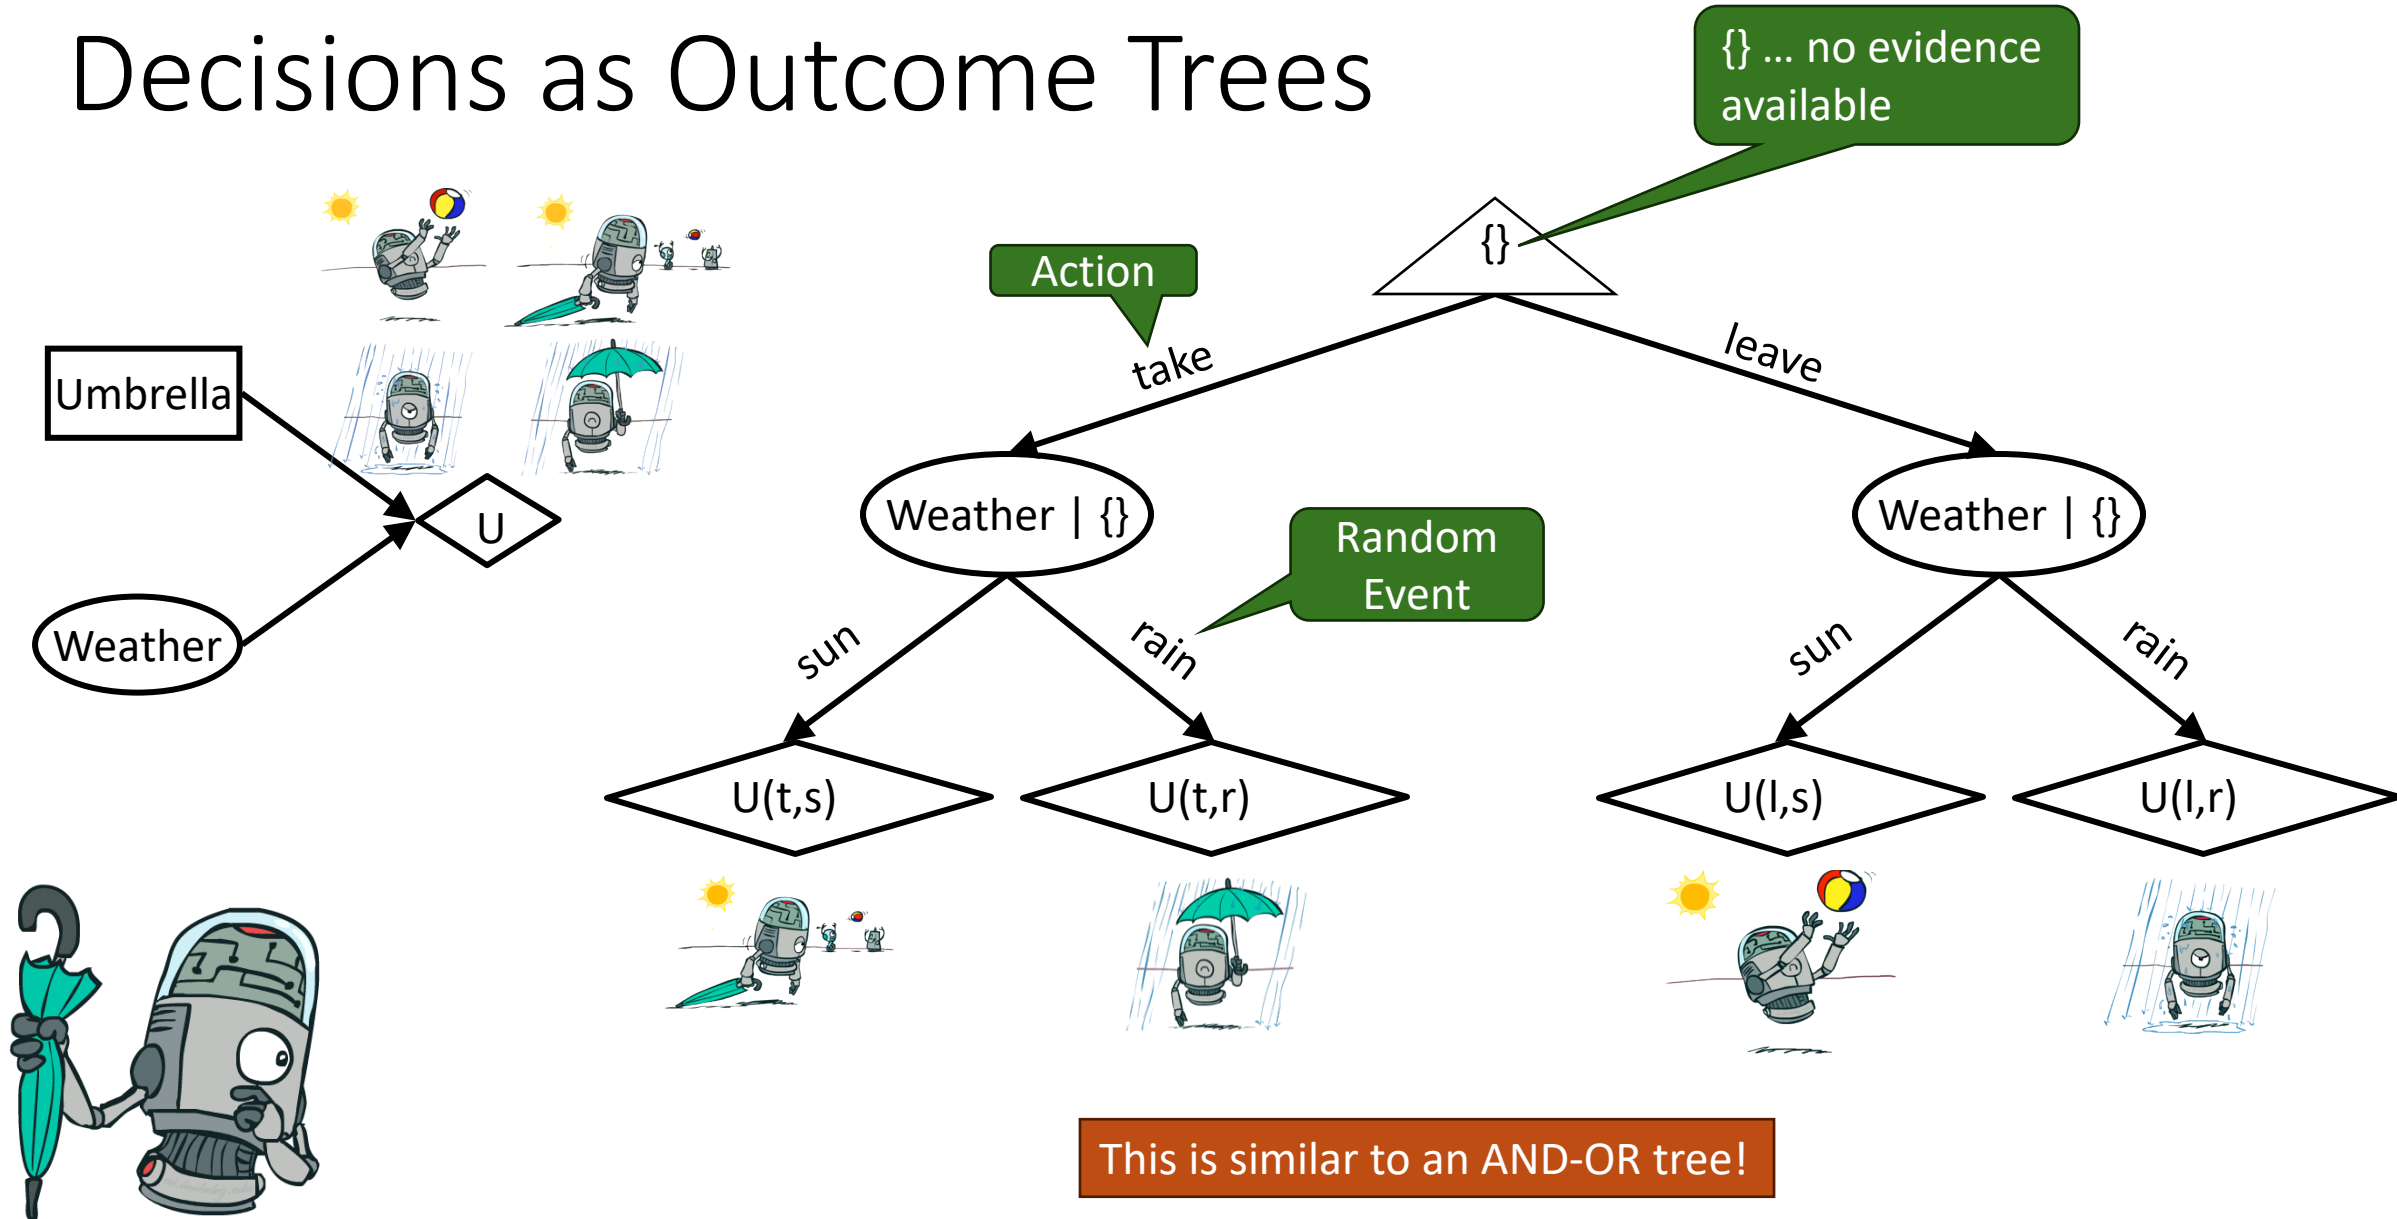 Decisions as Outcome Trees
{} ... no evidence
available
{}
Action
take
leave
Umbrella
U
Weather
Weather | {}
Weather | {}
Random
Event
sun
rain
sun
rain
U(t,s)
U(t,r)
U(l,s)
U(l,r)
This is similar to an AND-OR tree!